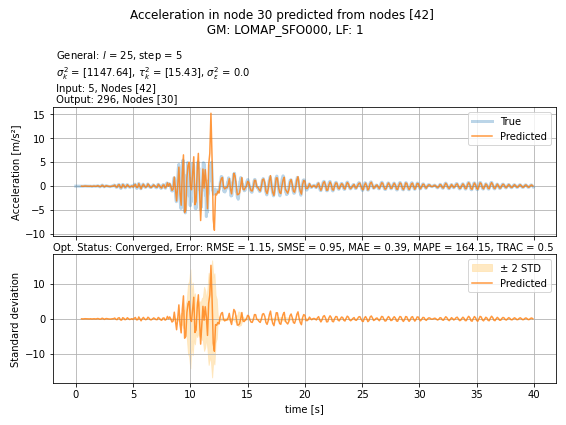 Acceleration in node 30 predicted from nodes [42]
GM: LOMAP_SFO000, LF: 1
General: l = 25, step = 5
σ²ₖ = [1147.64], τ²ₖ = [15.43], σ²ε = 0.0
Input: 5, Nodes [42]
Output: 296, Nodes [30]
Acceleration [m/s²]
15
10
5
0
−5
−10
True
Predicted
Opt. Status: Converged, Error: RMSE = 1.15, SMSE = 0.95, MAE = 0.39, MAPE = 164.15, TRAC = 0.5
Standard deviation
10
0
−10
± 2 STD
Predicted
0 5 10 15 20 25 30 35 40
time [s]